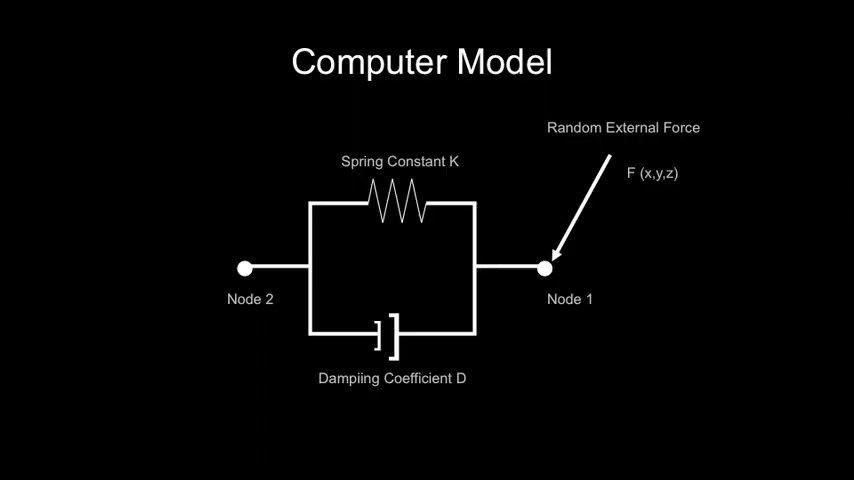 Computer Model
Random External Force
Spring Constant K
F (x,y,z)
Node 2
Node 1
Dampiing Coefficient D